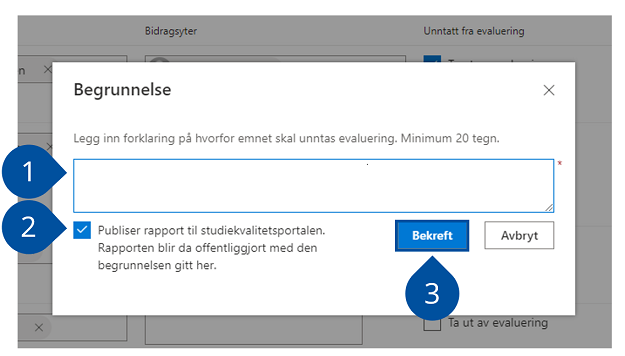 Bidragsyter Unntatt fra evaluering
Begrunnelse
Legg inn forklaring på hvorfor emnet skal unntas evaluering. Minimum 20 tegn.
1
*
2
Publiser rapport til studiekvalitetsportalen.
Rapporten blir da offentliggjort med den
begrunnelsen gitt her.
Bekreft Avbryt
3
Ta ut av evaluering